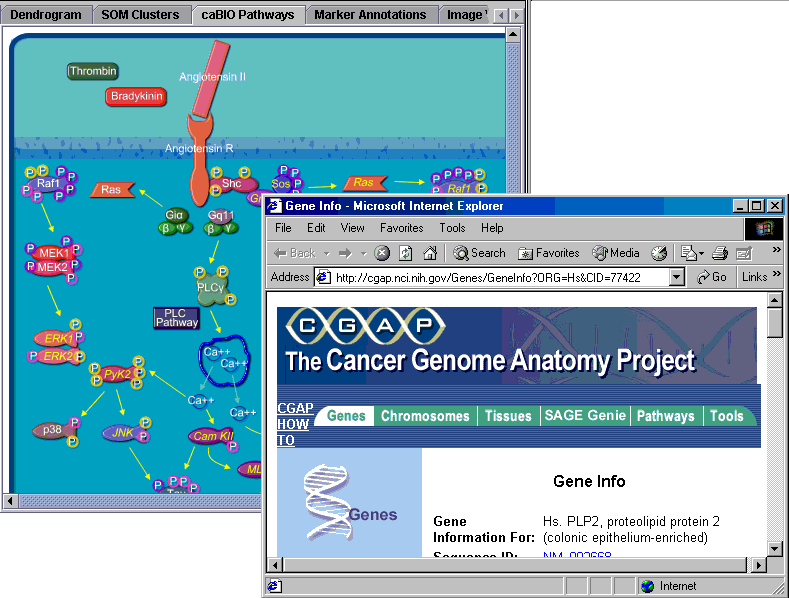 Dendrogram SOM Clusters caBIO Pathways Marker Annotations Image
Thrombin
Bradykinin
Angiotensin II
Angiotensin R
P P P P P
Raf1
P P P
Ras
P P
Shc
P
P P P
Sos
P
Ras
P P P P P
Raf1
Giα
β γ
Gq11
β γ
P
MEK1
P P
MEK2
P P
P P
PLCγ
P
PLC
Pathway
P
ERK1
P
P
ERK2
P
P
P
PyK2
P
P
P
Ca++
Ca++
Ca++
Ca++
P
p38
P
P
JNK
P
Cam KII
P
P P P P
ML
Gene Info - Microsoft Internet Explorer
File Edit View Favorites Tools Help
Back Search Favorites Media »
Address http://cgap.nci.nih.gov/Genes/GeneInfo?ORG=Hs&CID=77422 Go Links »
CGAP
The Cancer Genome Anatomy Project
CGAP
HOW
TO
Genes Chromosomes Tissues SAGE Genie Pathways Tools
Genes
Gene Info
Gene Hs. PLP2, proteolipid protein 2
Information For: (colonic epithelium-enriched)
Sequence ID: NM_002668
Internet